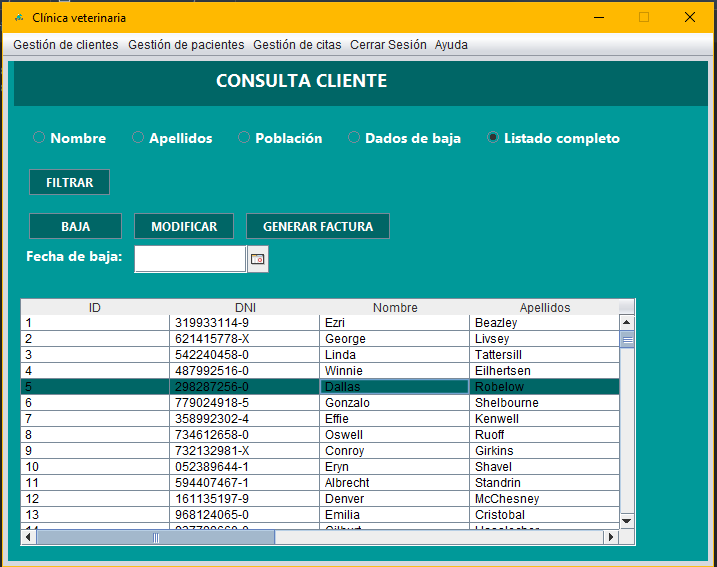 Clínica veterinaria
Gestión de clientes Gestión de pacientes Gestión de citas Cerrar Sesión Ayuda
CONSULTA CLIENTE
Nombre Apellidos Población Dados de baja Listado completo
FILTRAR
BAJA MODIFICAR GENERAR FACTURA
Fecha de baja:
ID DNI Nombre Apellidos
1 319933114-9 Ezri Beazley
2 621415778-X George Livsey
3 542240458-0 Linda Tattersill
4 487992516-0 Winnie Eilhertsen
5 298287256-0 Dallas Robelow
6 779024918-5 Gonzalo Shelbourne
7 358992302-4 Effie Kenwell
8 734612658-0 Oswell Ruoff
9 732132981-X Conroy Girkins
10 052389644-1 Eryn Shavel
11 594407467-1 Albrecht Standrin
12 161135197-9 Denver McChesney
13 968124065-0 Emilia Cristobal